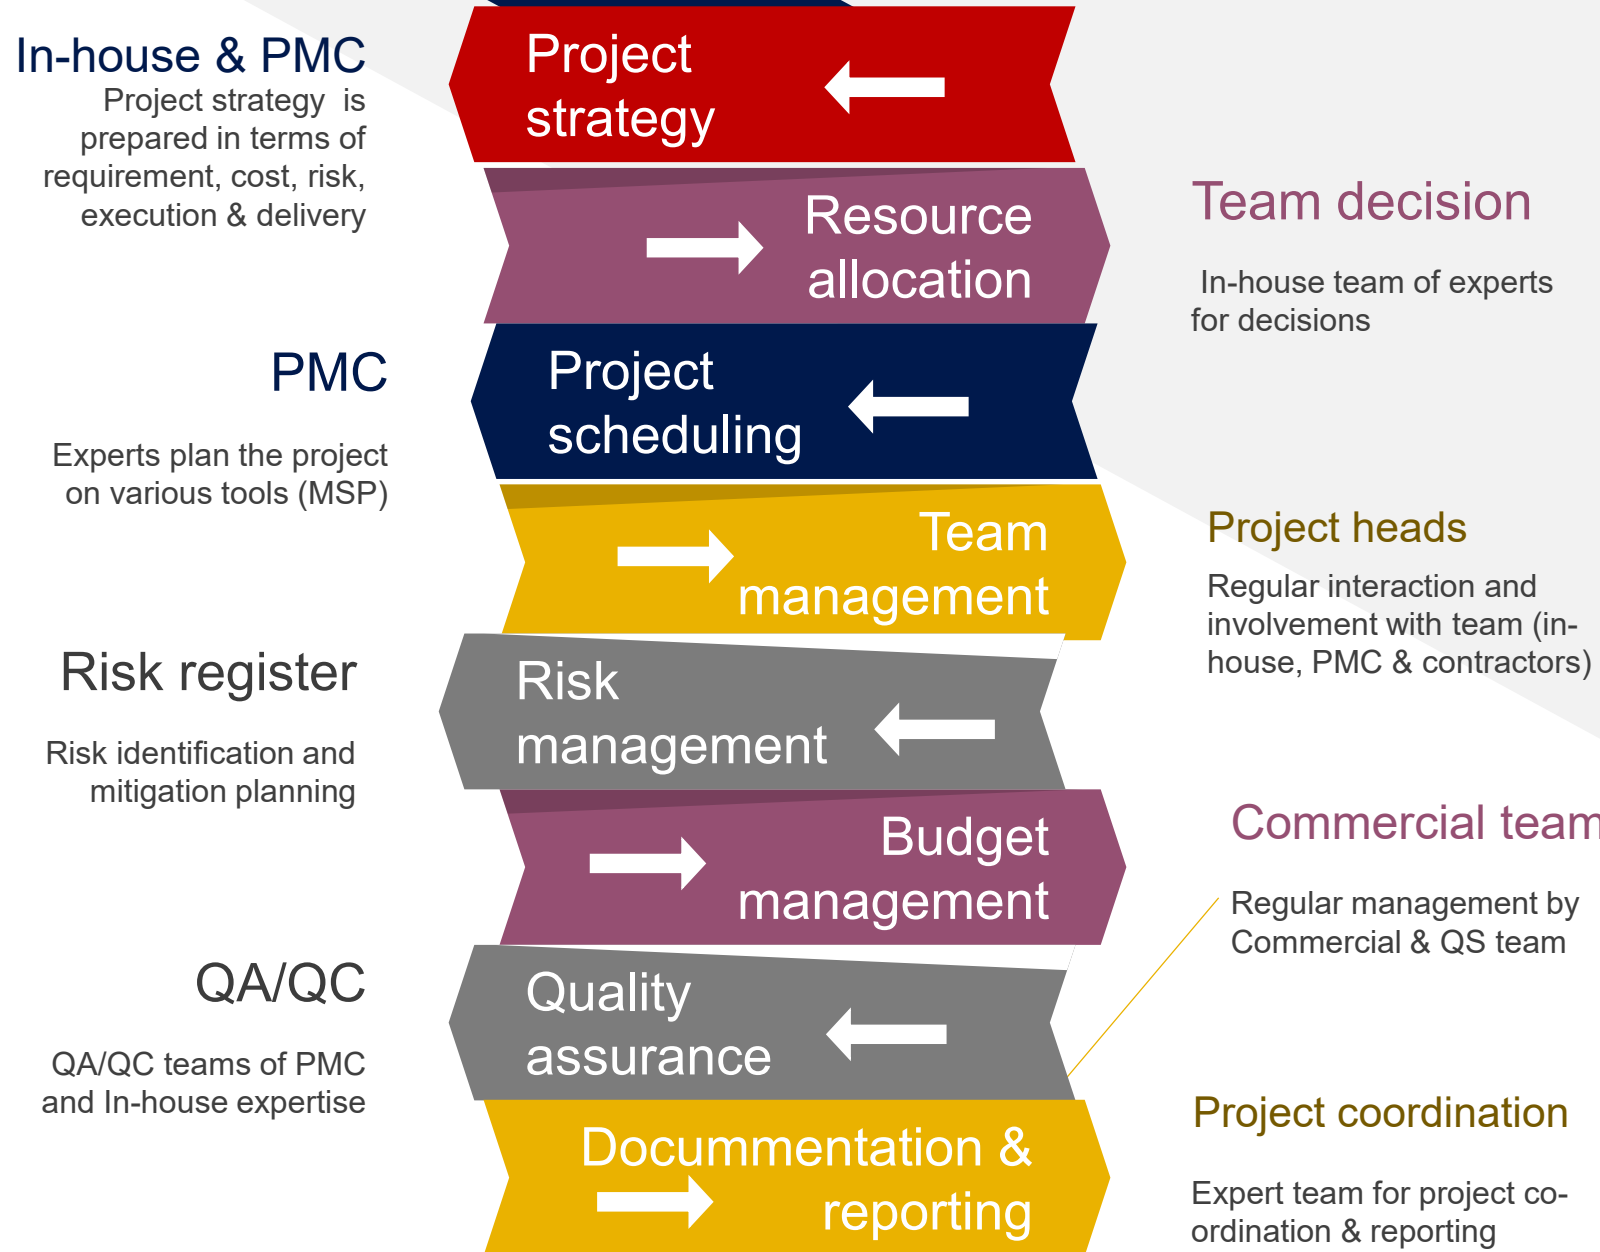 In-house & PMC
Project strategy is
prepared in terms of
requirement, cost, risk,
execution & delivery
Project
strategy
Resource
allocation
Team decision
In-house team of experts
for decisions
PMC
Experts plan the project
on various tools (MSP)
Project
scheduling
Team
management
Project heads
Regular interaction and
involvement with team (in-
house, PMC & contractors)
Risk register
Risk identification and
mitigation planning
Risk
management
Budget
management
Commercial team
Regular management by
Commercial & QS team
QA/QC
QA/QC teams of PMC
and In-house expertise
Quality
assurance
Docummentation &
reporting
Project coordination
Expert team for project co-
ordination & reporting